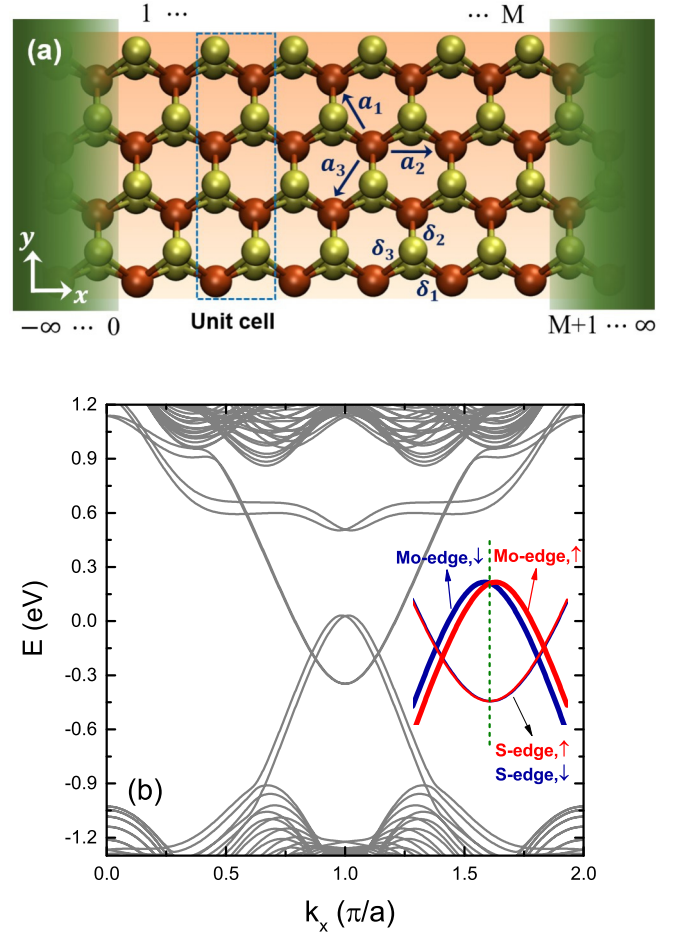 1 ··· ··· M
(a)
a₁
a₂
a₃
δ₂
δ₃
δ₁
y
x
−∞ ··· 0 Unit cell M+1 ··· ∞
1.2
0.9
0.6
0.3
0.0
-0.3
-0.6
-0.9
-1.2
E (eV)
Mo-edge,↓ Mo-edge,↑
S-edge,↑
S-edge,↓
(b)
0.0 0.5 1.0 1.5 2.0
kₓ (π/a)